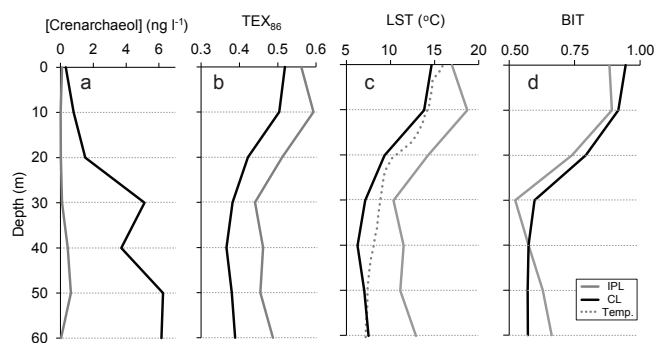 [Crenarchaeol] (ng l-1) TEX86 LST (oC) BIT
0 2 4 6 0.3 0.4 0.5 0.6 5 10 15 20 0.50 0.75 1.00
0 a b c d
10
20
30
40
50
60
Depth (m)
IPL
CL
Temp.